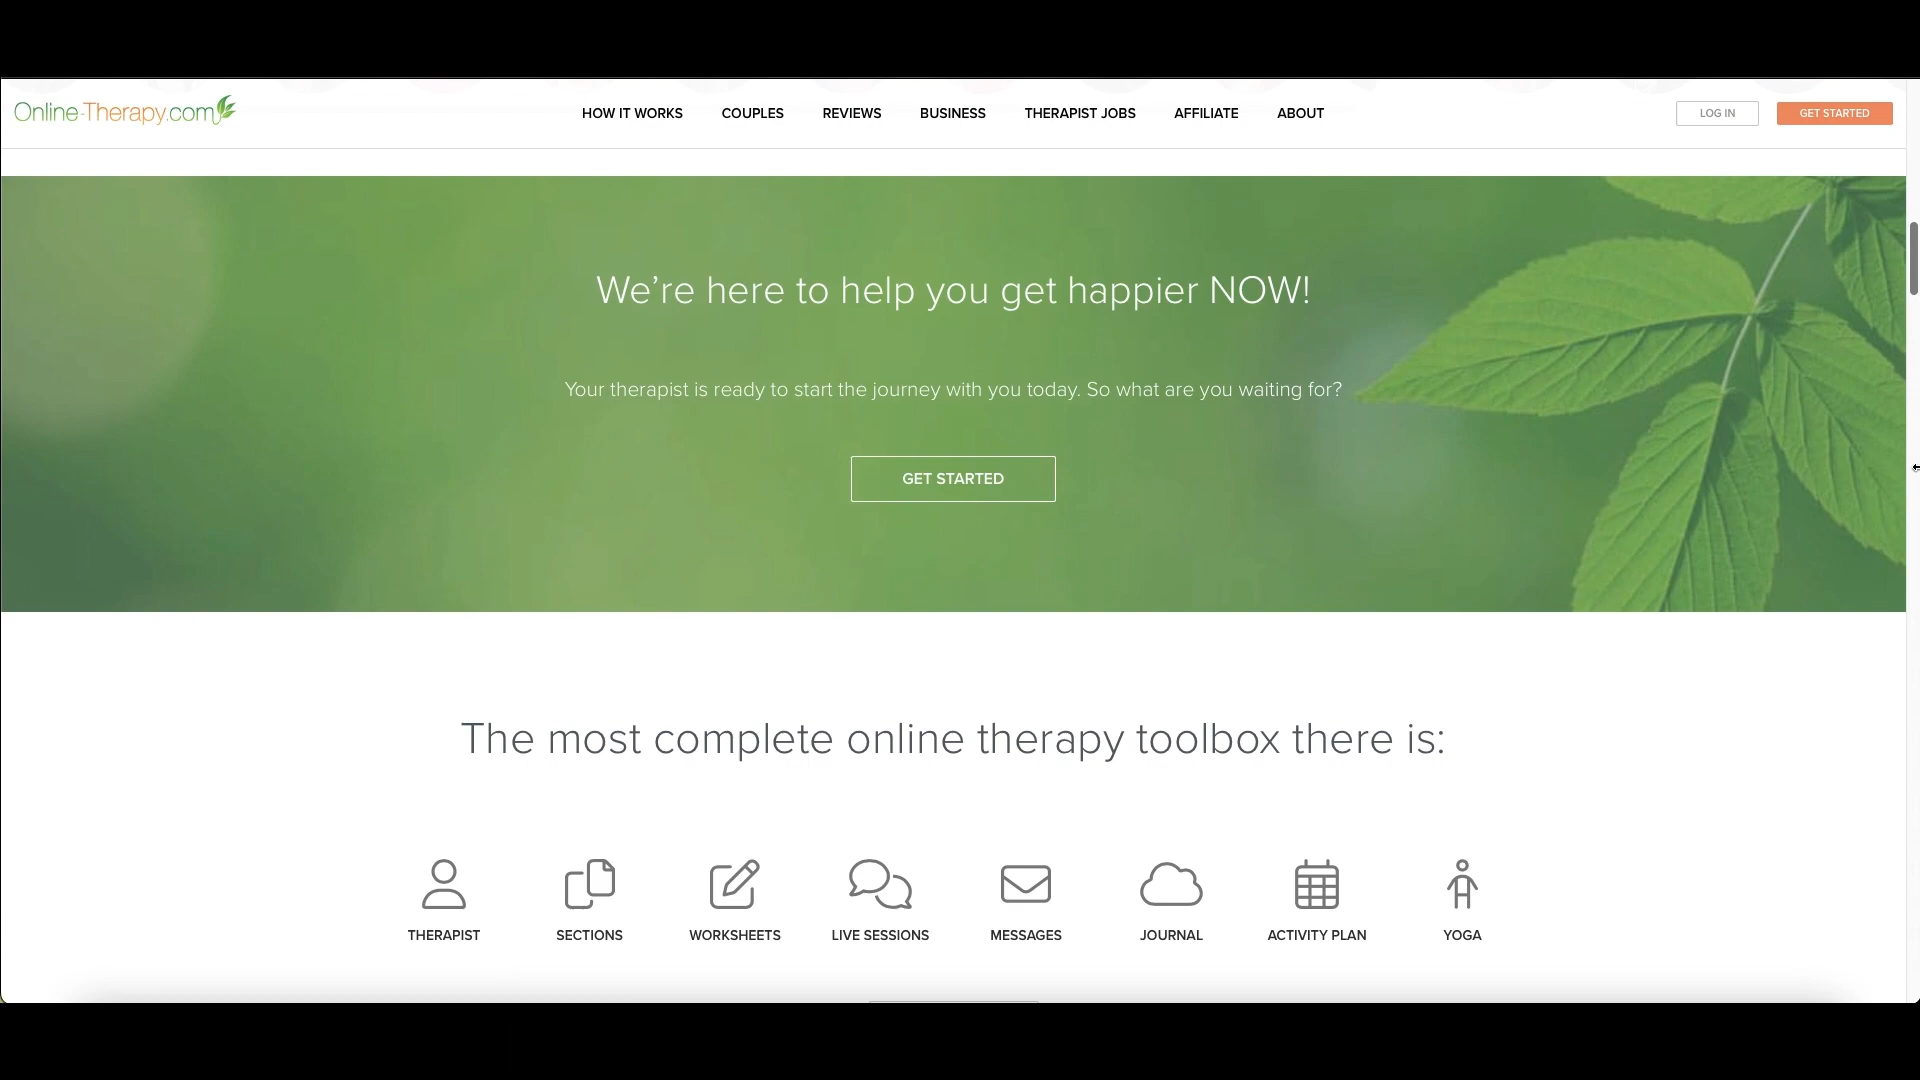 Online-Therapy.com
HOW IT WORKS
COUPLES
REVIEWS
BUSINESS
THERAPIST JOBS
AFFILIATE
ABOUT
LOG IN
GET STARTED
We’re here to help you get happier NOW!
Your therapist is ready to start the journey with you today. So what are you waiting for?
GET STARTED
The most complete online therapy toolbox there is:
THERAPIST
SECTIONS
WORKSHEETS
LIVE SESSIONS
MESSAGES
JOURNAL
ACTIVITY PLAN
YOGA